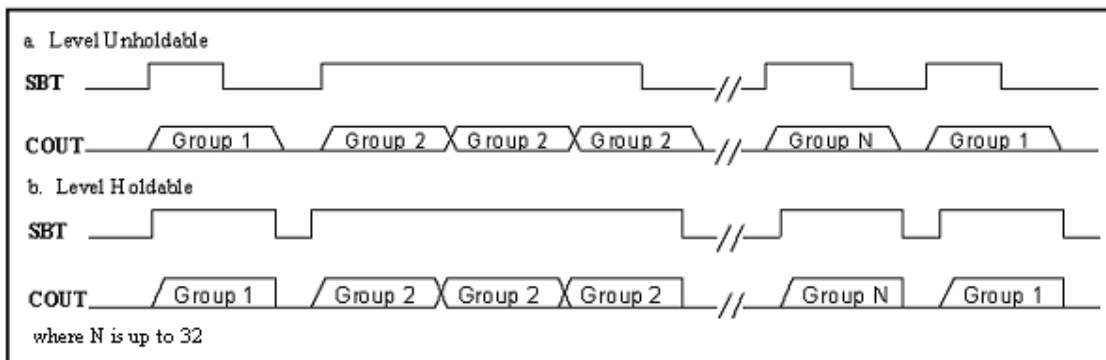 a. Level Unholdable
SBT
COUT Group 1 Group 2 Group 2 Group 2 // Group N Group 1
b. Level Holdable
SBT
COUT Group 1 Group 2 Group 2 Group 2 // Group N Group 1
where N is up to 32